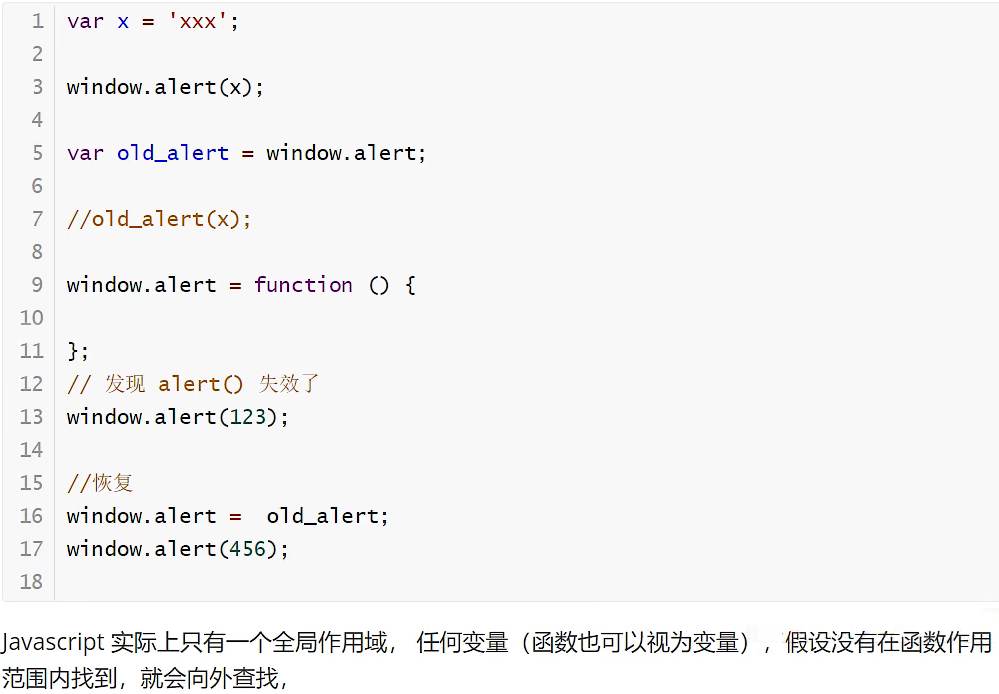 1 var x = 'xxx';
2
3 window.alert(x);
4
5 var old_alert = window.alert;
6
7 //old_alert(x);
8
9 window.alert = function () {
10
11 };
12 // 发现 alert() 失效了
13 window.alert(123);
14
15 //恢复
16 window.alert =  old_alert;
17 window.alert(456);
18
Javascript 实际上只有一个全局作用域， 任何变量（函数也可以视为变量），假设没有在函数作用
范围内找到，就会向外查找，